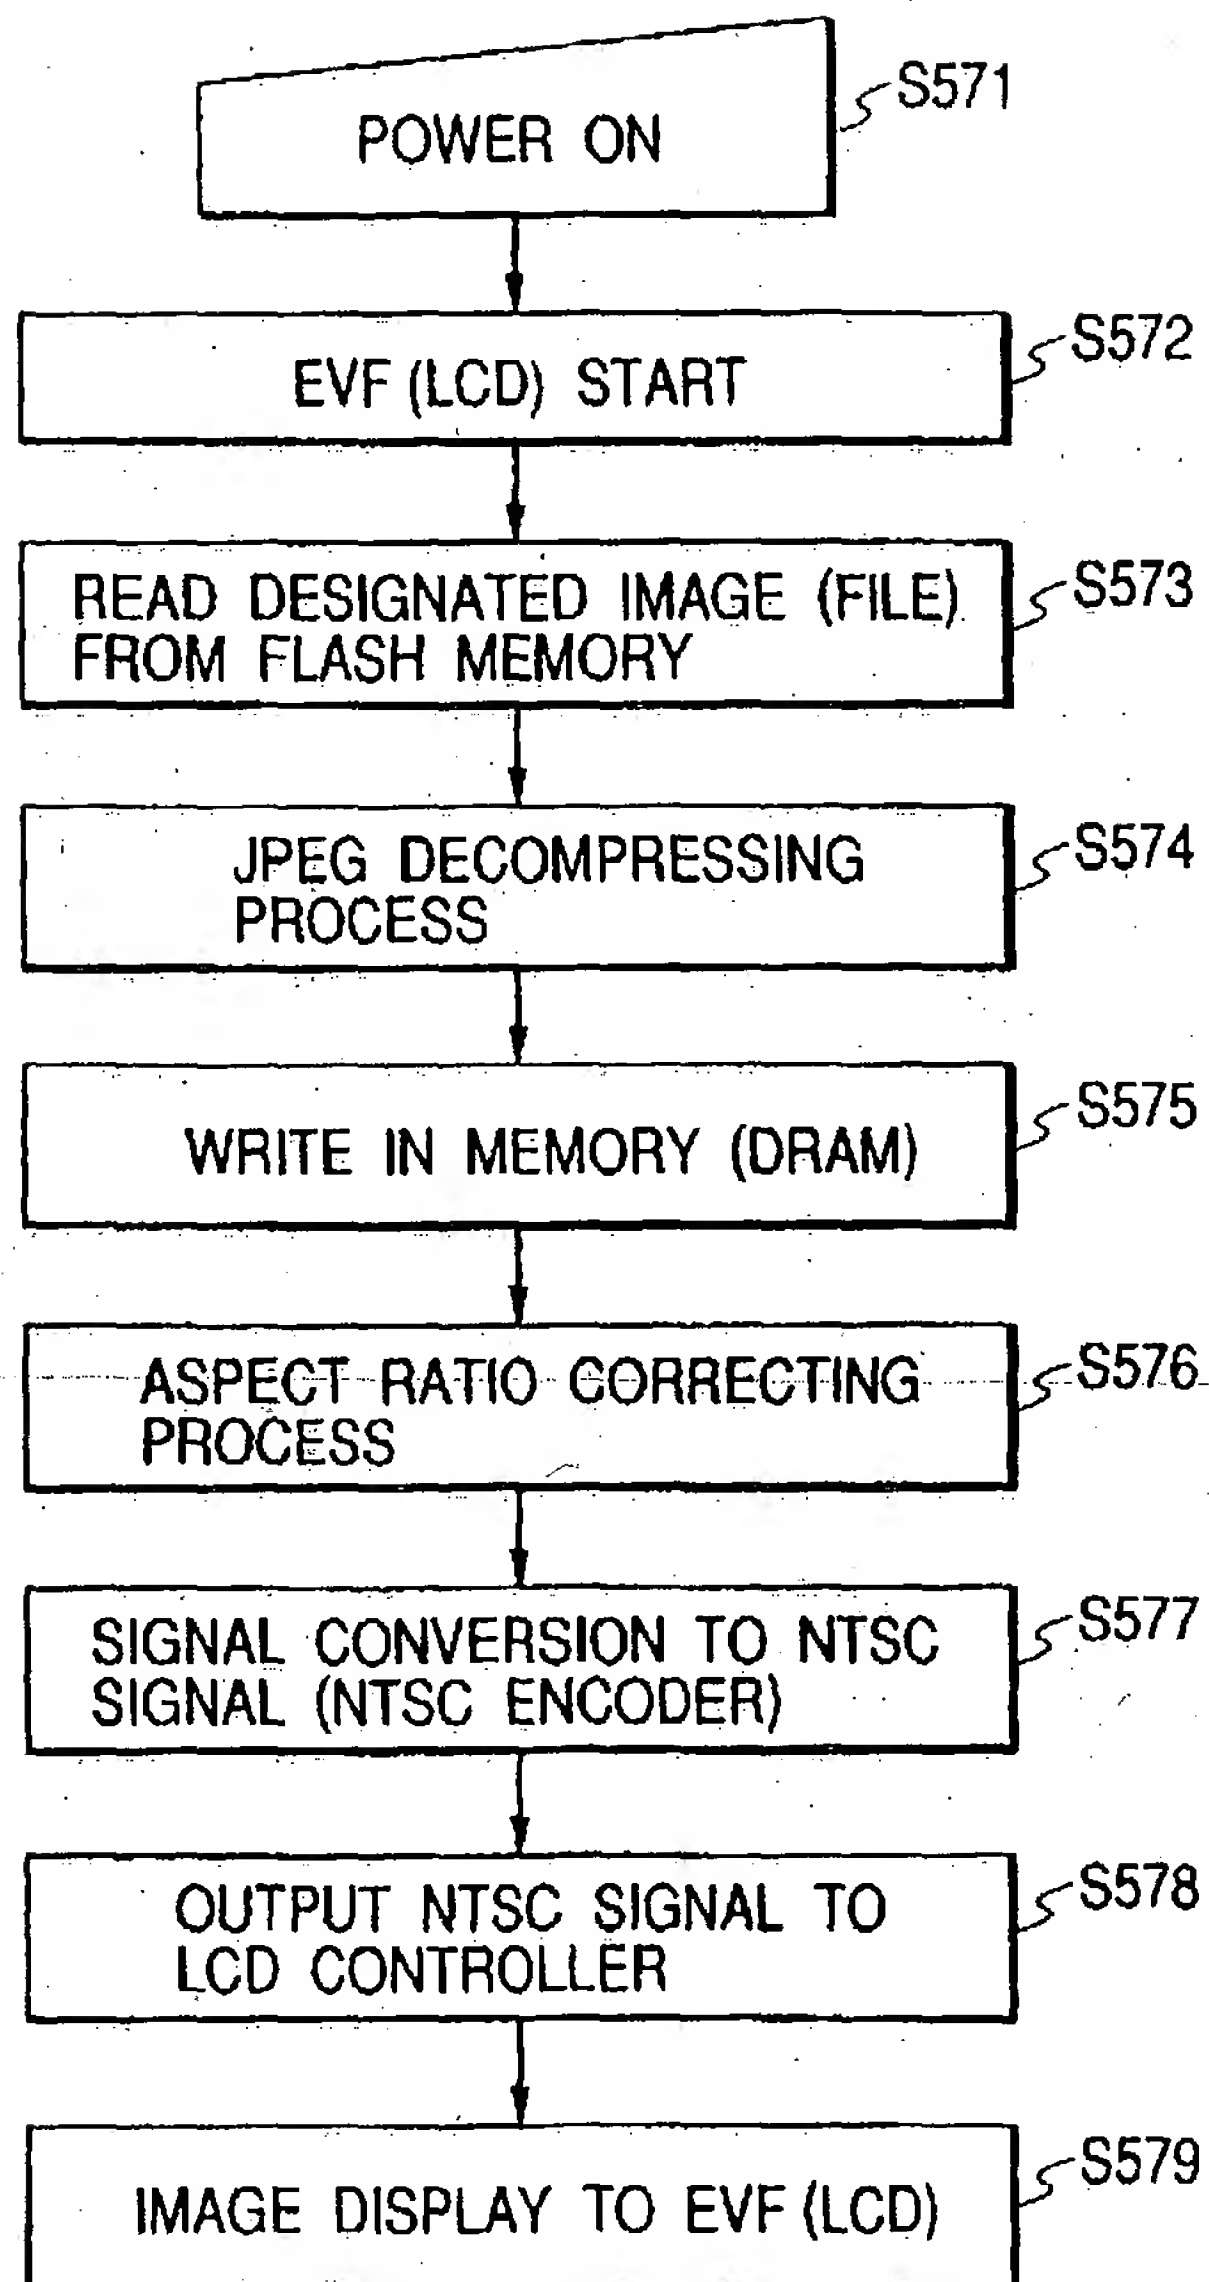 POWER ON
S571
EVF (LCD) START
S572
READ DESIGNATED IMAGE (FILE)
FROM FLASH MEMORY
S573
JPEG DECOMPRESSING
PROCESS
S574
WRITE IN MEMORY (DRAM)
S575
ASPECT RATIO CORRECTING
PROCESS
S576
SIGNAL CONVERSION TO NTSC
SIGNAL (NTSC ENCODER)
S577
OUTPUT NTSC SIGNAL TO
LCD CONTROLLER
S578
IMAGE DISPLAY TO EVF (LCD)
S579